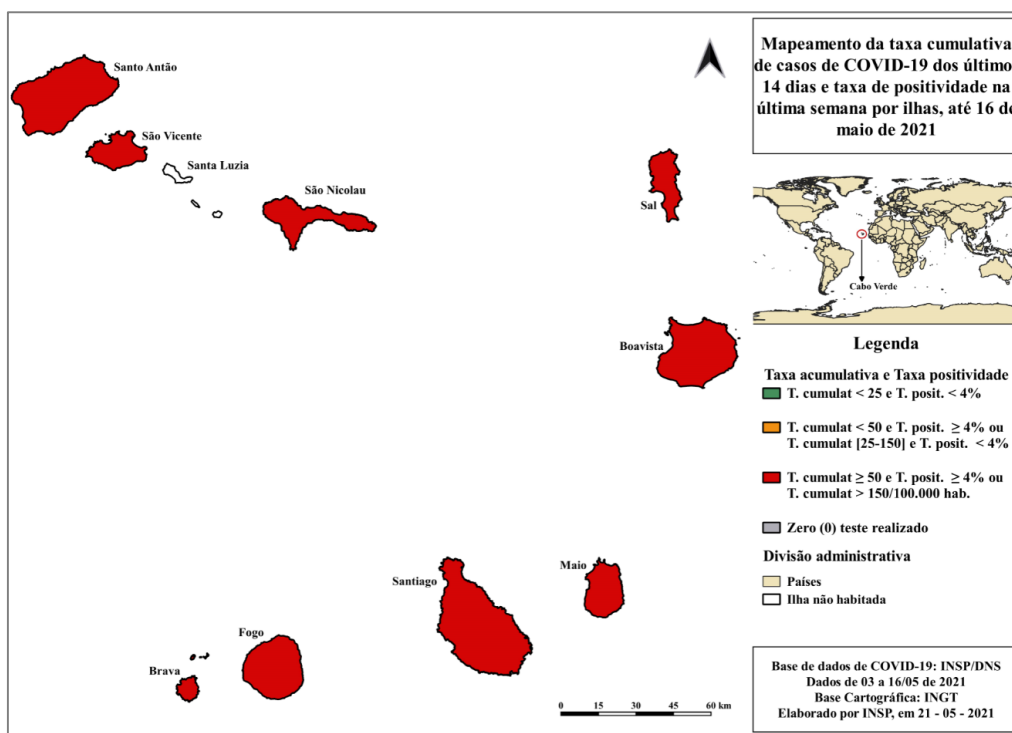 Mapeamento da taxa cumulativa
de casos de COVID-19 dos último
14 dias e taxa de positividade na
última semana por ilhas, até 16 de
maio de 2021
Santo Antão
São Vicente
Santa Luzia
São Nicolau
Sal
Boavista
Cabo Verde
Legenda
Taxa acumulativa e Taxa positividade
T. cumulat < 25 e T. posit. < 4%
T. cumulat < 50 e T. posit. ≥ 4% ou
T. cumulat [25-150] e T. posit. < 4%
T. cumulat ≥ 50 e T. posit. ≥ 4% ou
T. cumulat > 150/100.000 hab.
Zero (0) teste realizado
Divisão administrativa
Países
Ilha não habitada
Maio
Santiago
Fogo
Brava
0 15 30 45 60 km
Base de dados de COVID-19: INSP/DNS
Dados de 03 a 16/05 de 2021
Base Cartográfica: INGT
Elaborado por INSP, em 21 - 05 - 2021